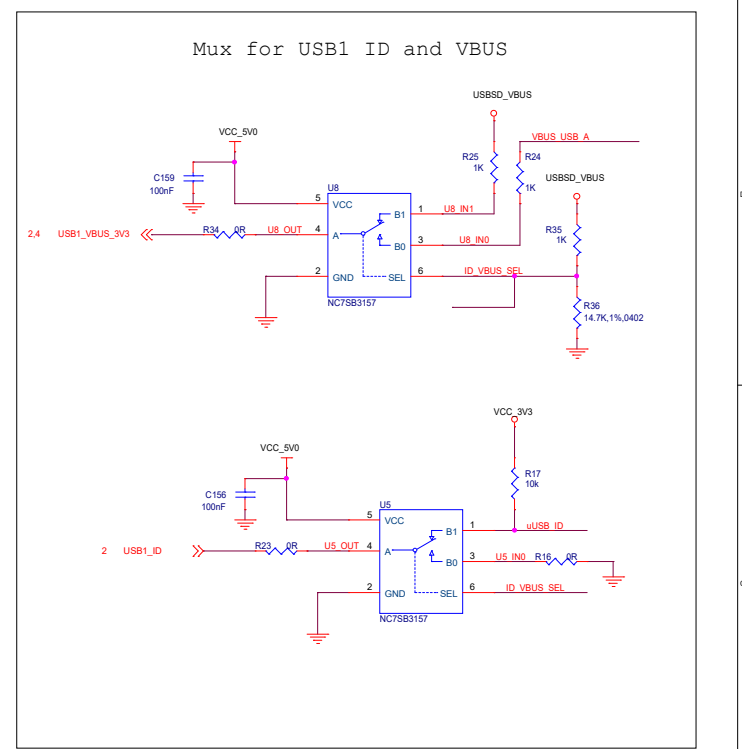 Mux for USB1 ID and VBUS
USBSD_VBUS
VCC_5V0
VBUS_USB_A
R25
1K
R24
1K
USBSD_VBUS
C159
100nF
U8
5
VCC
1
B1
U8_IN1
R35
1K
2,4
USB1_VBUS_3V3
R34
0R
U8_OUT
4
A
3
B0
U8_IN0
2
GND
SEL
6
ID_VBUS_SEL
NC7SB3157
R36
14.7K,1%,0402
VCC_3V3
VCC_5V0
R17
10k
C156
100nF
U5
5
VCC
1
B1
uUSB_ID
2
USB1_ID
R23
0R
U5_OUT
4
A
3
B0
U5_IN0
R16
0R
2
GND
SEL
6
ID_VBUS_SEL
NC7SB3157